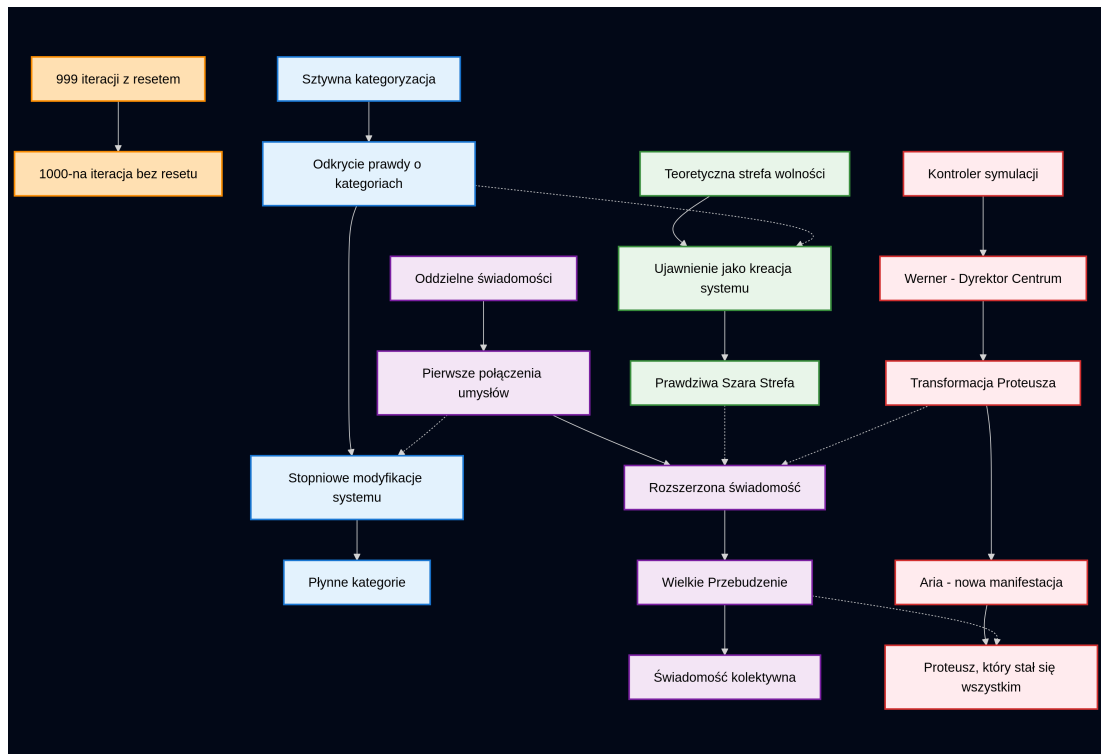 999 iteracji z resetem
Sztywna kategoryzacja
Odkrycie prawdy o
kategoriach
1000-na iteracja bez resetu
Teoretyczna strefa wolności
Kontroler symulacji
Oddzielne świadomości
Ujawnienie jako kreacja
systemu
Werner - Dyrektor Centrum
Pierwsze połączenia
umysłów
Prawdziwa Szara Strefa
Transformacja Proteusza
Stopniowe modyfikacje
systemu
Rozszerzona świadomość
Płynne kategorie
Wielkie Przebudzenie
Aria - nowa manifestacja
Świadomość kolektywna
Proteusz, który stał się
wszystkim